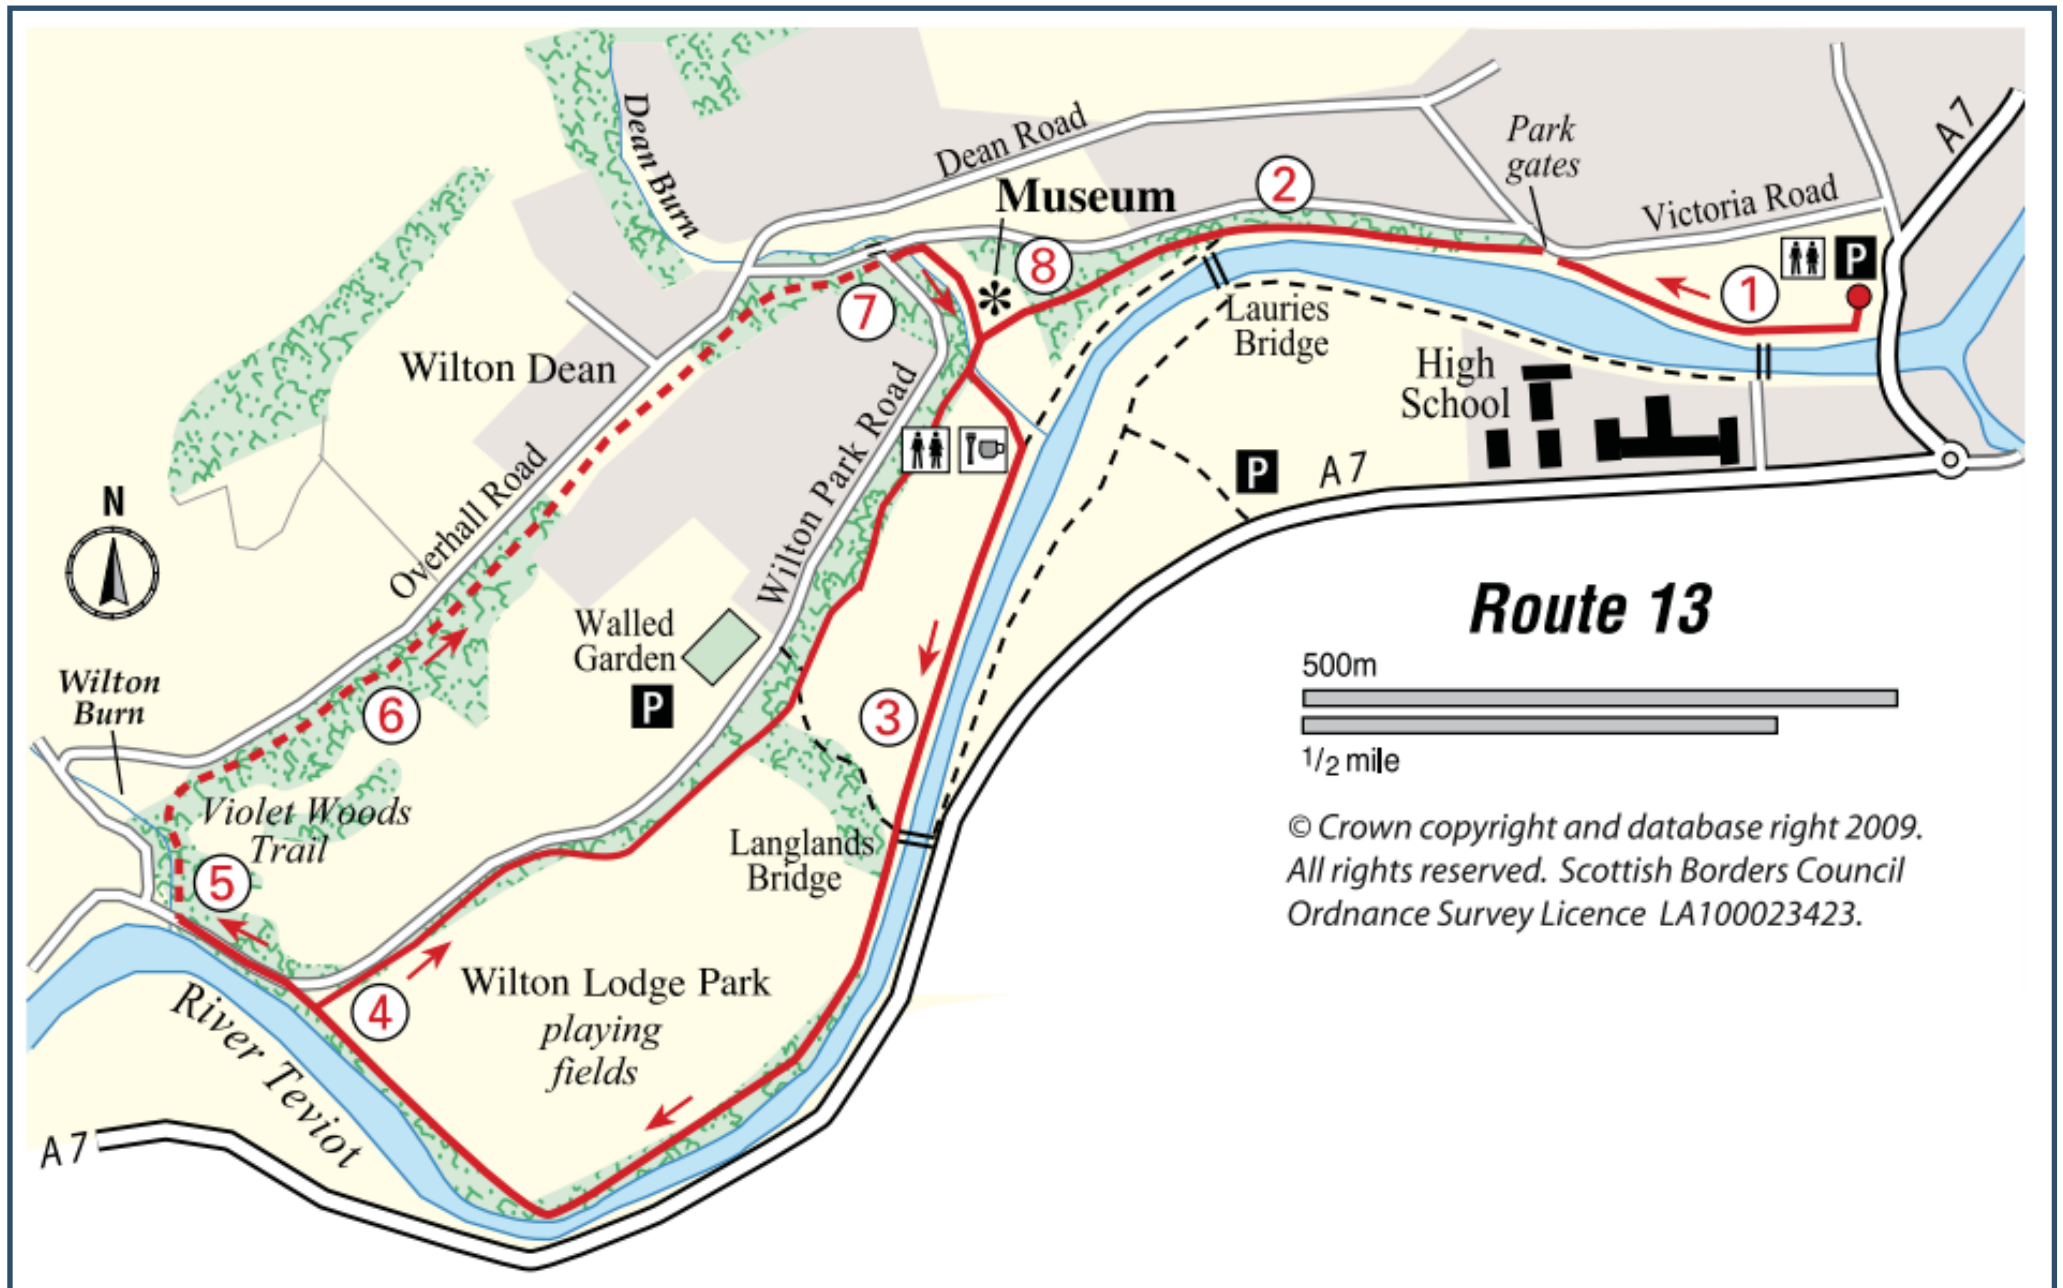 Dean Burn
Dean Road
Park
gates
A7
Museum
2
Victoria Road
8
P
1
7
Lauries
Bridge
High
School
Wilton Dean
Wilton Park Road
P
A7
N
Overhall Road
Route 13
Walled
Garden
P
500m
Wilton
Burn
6
3
1/2 mile
Violet Woods
Trail
© Crown copyright and database right 2009.
All rights reserved. Scottish Borders Council
Ordnance Survey Licence LA100023423.
Langlands
Bridge
5
4
Wilton Lodge Park
playing
fields
River Teviot
A7